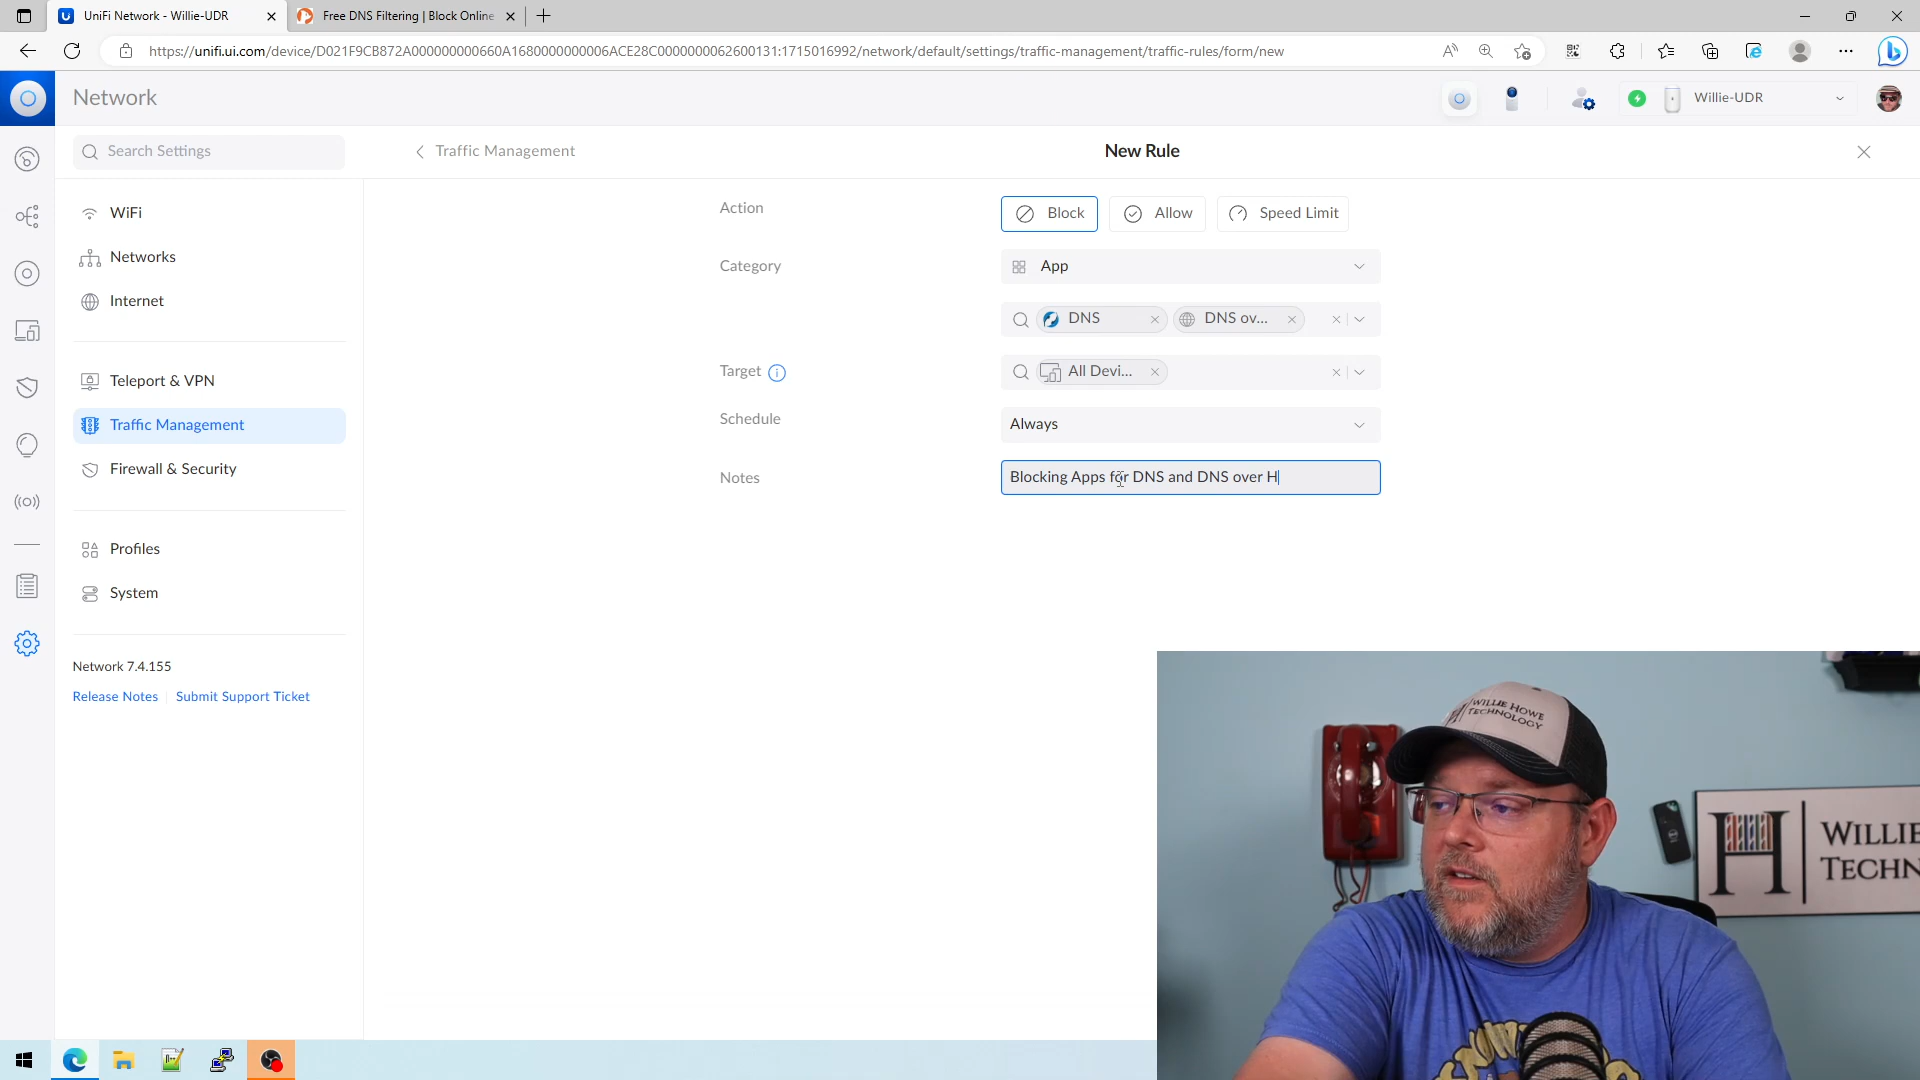 UniFi Network - Willie-UDR
Free DNS Filtering | Block Online
https://unifi.ui.com/device/D021F9CB872A000000000660A1680000000006ACE28C0000000062600131:1715016992/network/default/settings/traffic-management/traffic-rules/form/new
Network
Willie-UDR
Search Settings
Traffic Management
New Rule
WiFi
Networks
Internet
Teleport & VPN
Traffic Management
Firewall & Security
Profiles
System
Network 7.4.155
Release Notes
Submit Support Ticket
Action
Block
Allow
Speed Limit
Category
App
DNS
DNS ov...
Target
All Devi...
Schedule
Always
Notes
Blocking Apps for DNS and DNS over H
WILLIE HOWE
TECHNOLOGY
H
WILLIE
TECHN